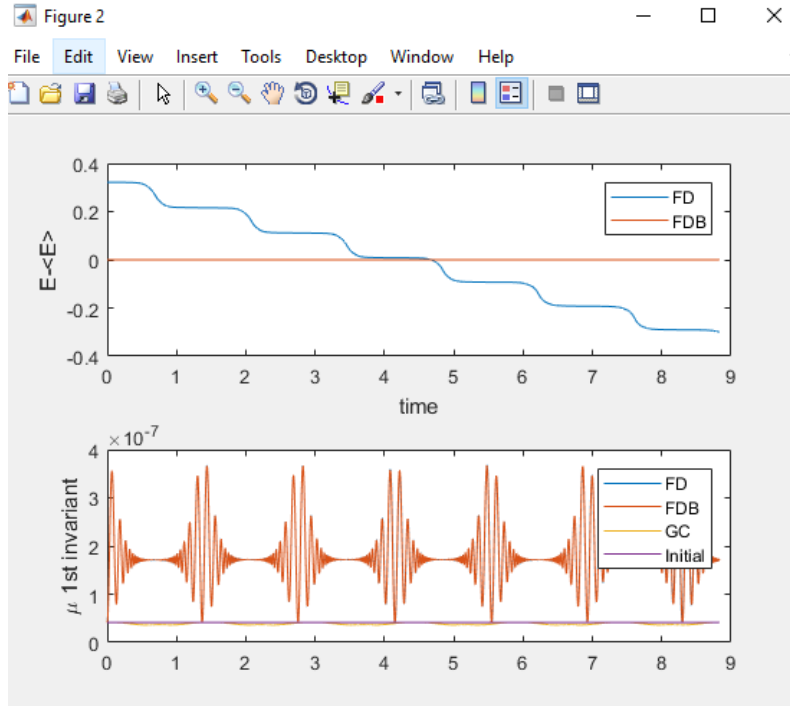 Figure 2
File Edit View Insert Tools Desktop Window Help
0.4
0.2
0
-0.2
-0.4
E-<E>
FD
FDB
0 1 2 3 4 5 6 7 8 9
time
×10-7
4
3
2
1
0
μ 1st invariant
FD
FDB
GC
Initial
0 1 2 3 4 5 6 7 8 9